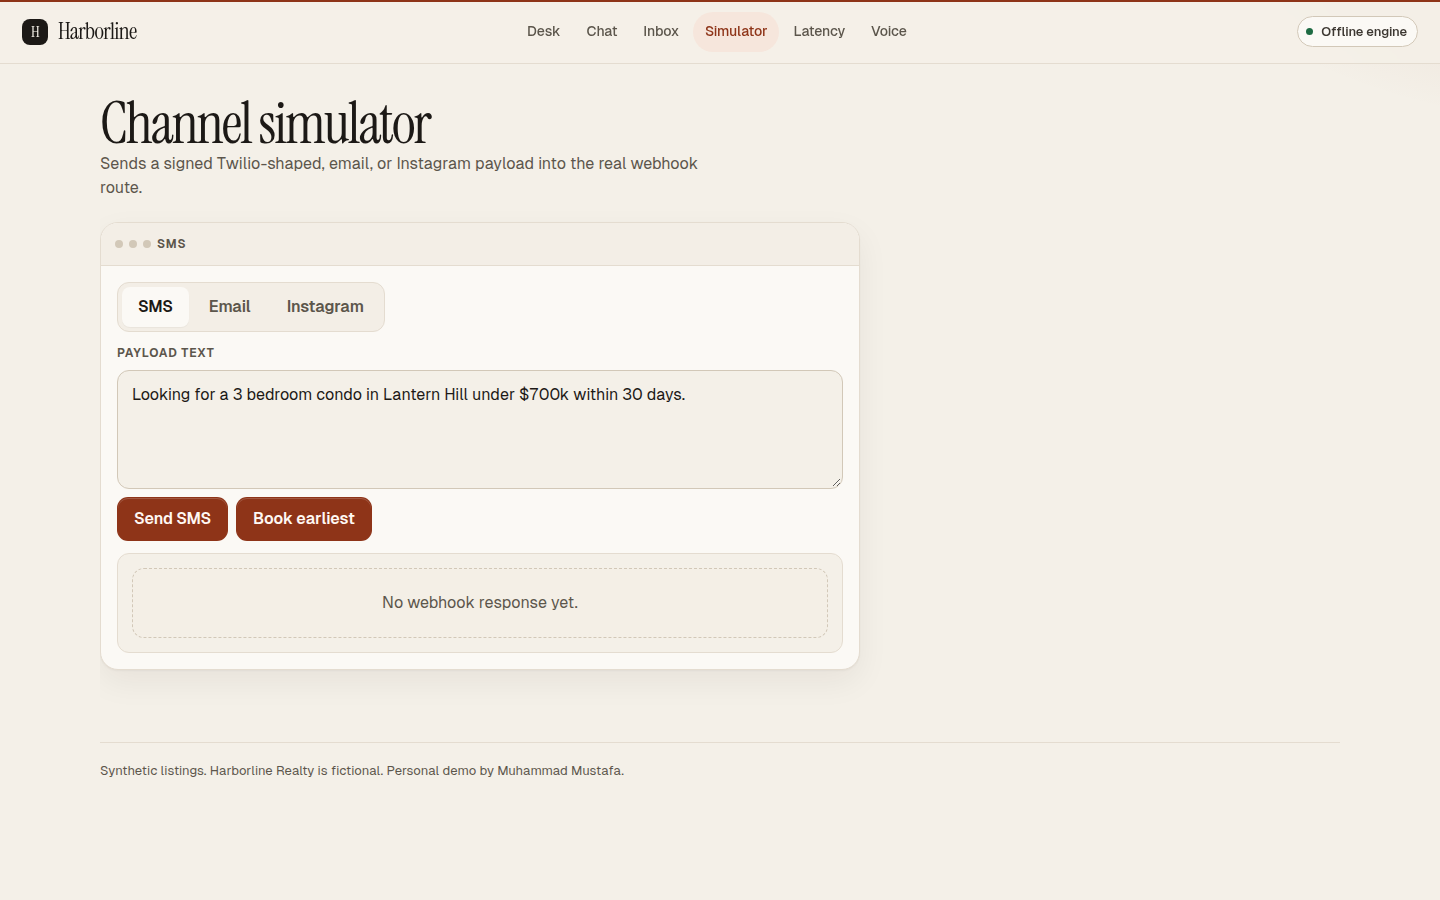 H Harborline
Desk Chat Inbox Simulator Latency Voice
Offline engine
Channel simulator
Sends a signed Twilio-shaped, email, or Instagram payload into the real webhook
route.
SMS
SMS Email Instagram
PAYLOAD TEXT
Looking for a 3 bedroom condo in Lantern Hill under $700k within 30 days.
Send SMS Book earliest
No webhook response yet.
Synthetic listings. Harborline Realty is fictional. Personal demo by Muhammad Mustafa.